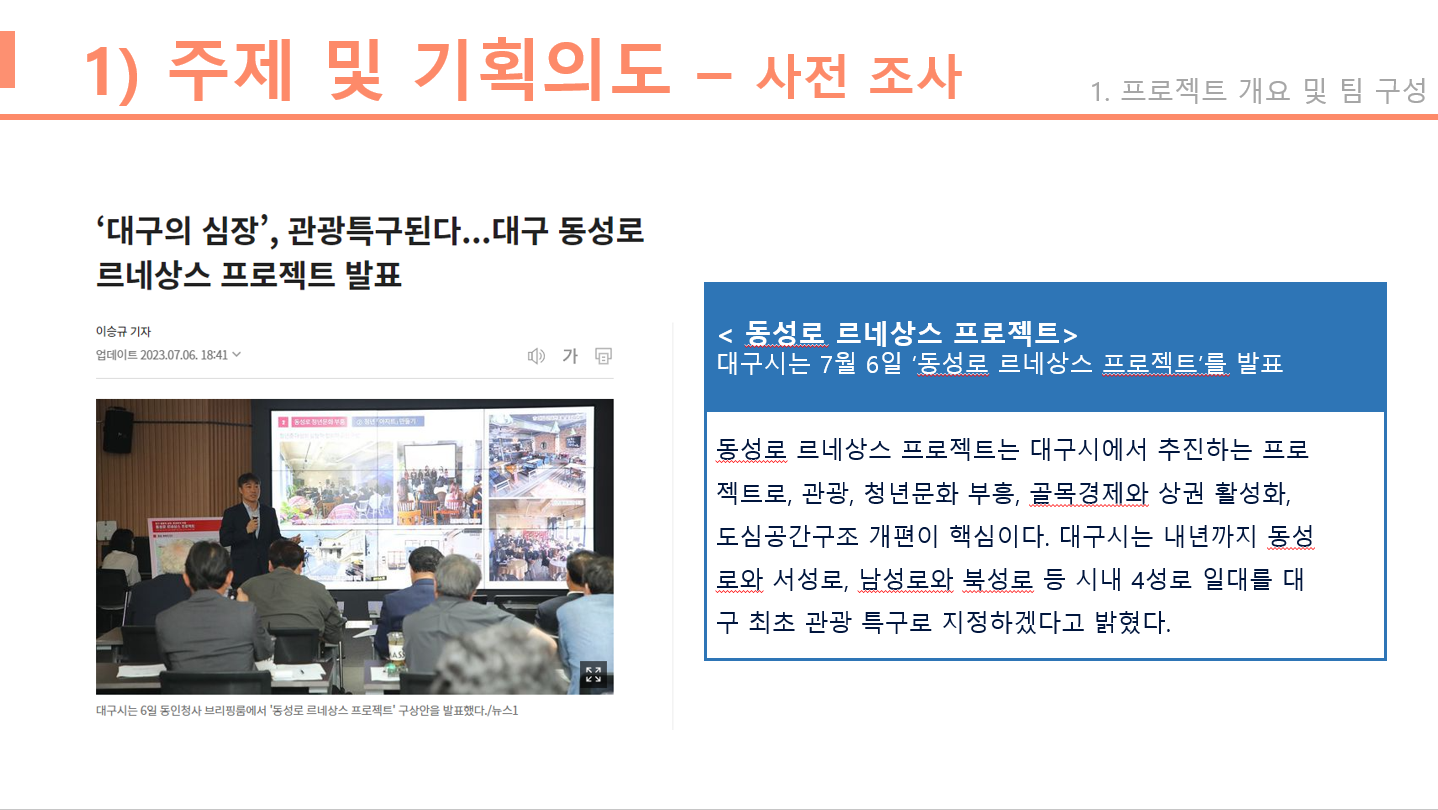 1) 주제 및 기획의도 – 사전 조사
1. 프로젝트 개요 및 팀 구성
‘대구의 심장’, 관광특구된다...대구 동성로
르네상스 프로젝트 발표
이승규 기자
업데이트 2023.07.06. 18:41
가
동성로 청년문화 부흥
대구시는 6일 동인청사 브리핑룸에서 '동성로 르네상스 프로젝트' 구상안을 발표했다./뉴스1
< 동성로 르네상스 프로젝트>
대구시는 7월 6일 ‘동성로 르네상스 프로젝트’를 발표
동성로 르네상스 프로젝트는 대구시에서 추진하는 프로
젝트로, 관광, 청년문화 부흥, 골목경제와 상권 활성화,
도심공간구조 개편이 핵심이다. 대구시는 내년까지 동성
로와 서성로, 남성로와 북성로 등 시내 4성로 일대를 대
구 최초 관광 특구로 지정하겠다고 밝혔다.